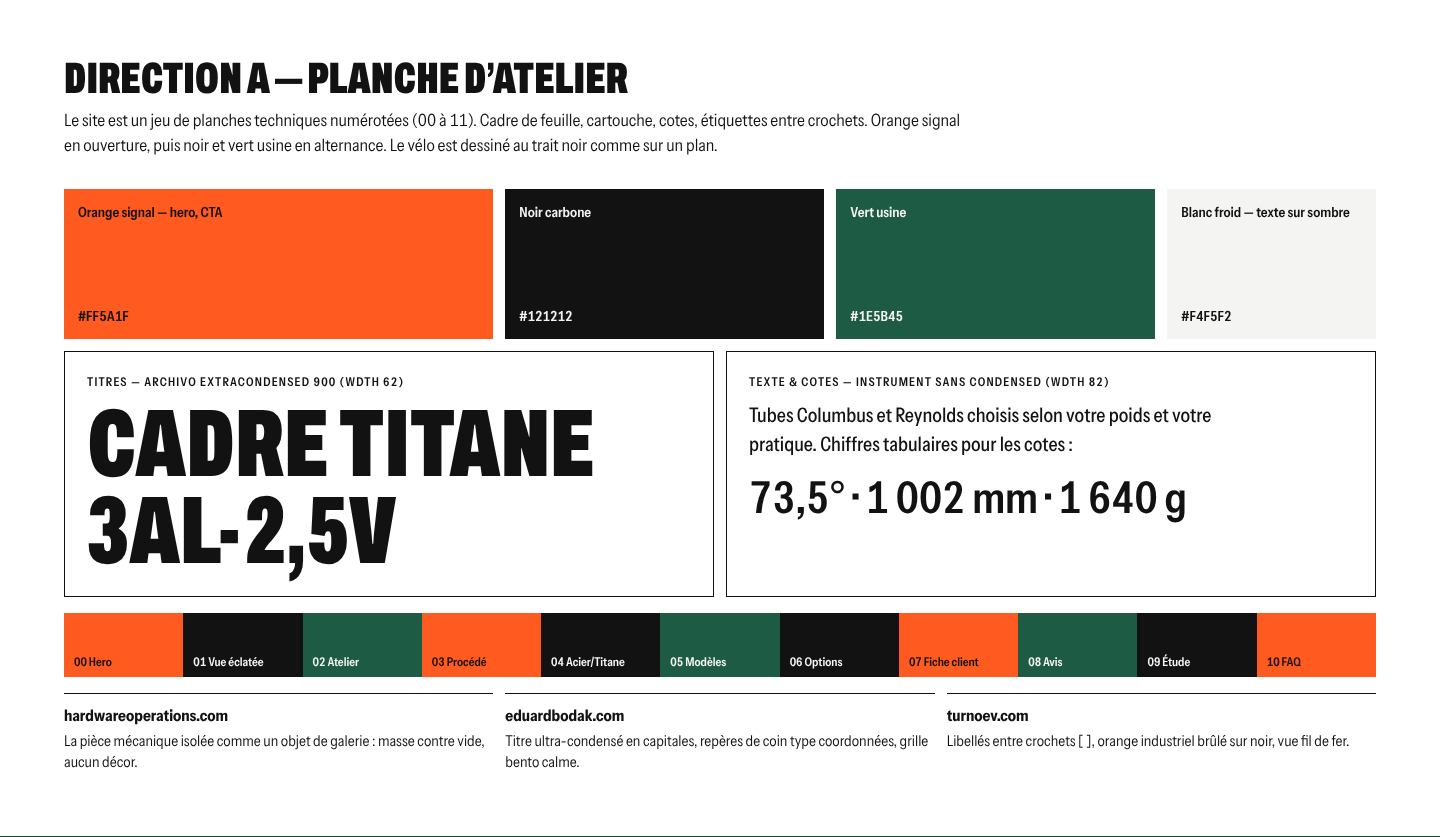 DIRECTION A — PLANCHE D’ATELIER
Le site est un jeu de planches techniques numérotées (00 à 11). Cadre de feuille, cartouche, cotes, étiquettes entre crochets. Orange signal
en ouverture, puis noir et vert usine en alternance. Le vélo est dessiné au trait noir comme sur un plan.
Orange signal — hero, CTA
#FF5A1F
Noir carbone
#121212
Vert usine
#1E5B45
Blanc froid — texte sur sombre
#F4F5F2
TITRES — ARCHIVO EXTRACONDENSED 900 (WDTH 62)
CADRE TITANE
3AL-2,5V
TEXTE & COTES — INSTRUMENT SANS CONDENSED (WDTH 82)
Tubes Columbus et Reynolds choisis selon votre poids et votre
pratique. Chiffres tabulaires pour les cotes :
73,5° · 1 002 mm · 1 640 g
00 Hero
01 Vue éclatée
02 Atelier
03 Procédé
04 Acier/Titane
05 Modèles
06 Options
07 Fiche client
08 Avis
09 Étude
10 FAQ
hardwareoperations.com
La pièce mécanique isolée comme un objet de galerie : masse contre vide,
aucun décor.
eduardbodak.com
Titre ultra-condensé en capitales, repères de coin type coordonnées, grille
bento calme.
turnoev.com
Libellés entre crochets [ ], orange industriel brûlé sur noir, vue fil de fer.